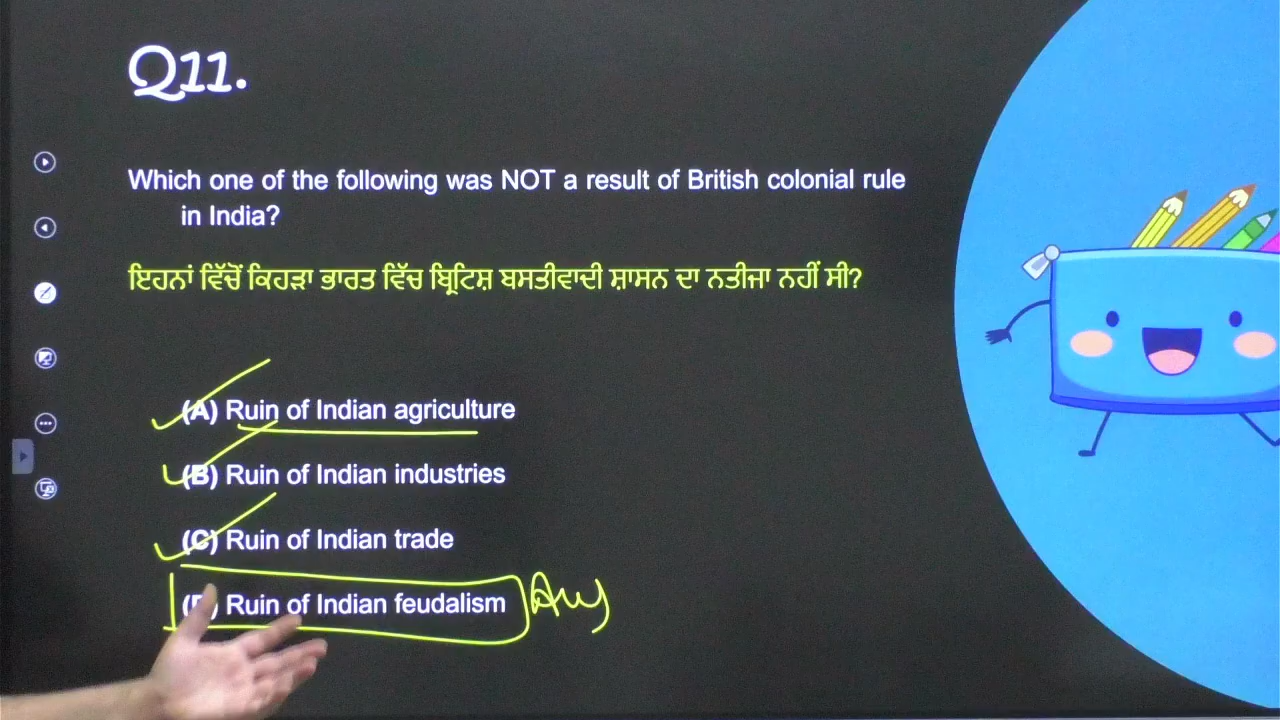 Q11.
Which one of the following was NOT a result of British colonial rule
in India?
ਇਹਨਾਂ ਵਿੱਚੋਂ ਕਿਹੜਾ ਭਾਰਤ ਵਿੱਚ ਬ੍ਰਿਟਿਸ਼ ਬਸਤੀਵਾਦੀ ਸ਼ਾਸਨ ਦਾ ਨਤੀਜਾ ਨਹੀਂ ਸੀ?
(A) Ruin of Indian agriculture
(B) Ruin of Indian industries
(C) Ruin of Indian trade
(D) Ruin of Indian feudalism